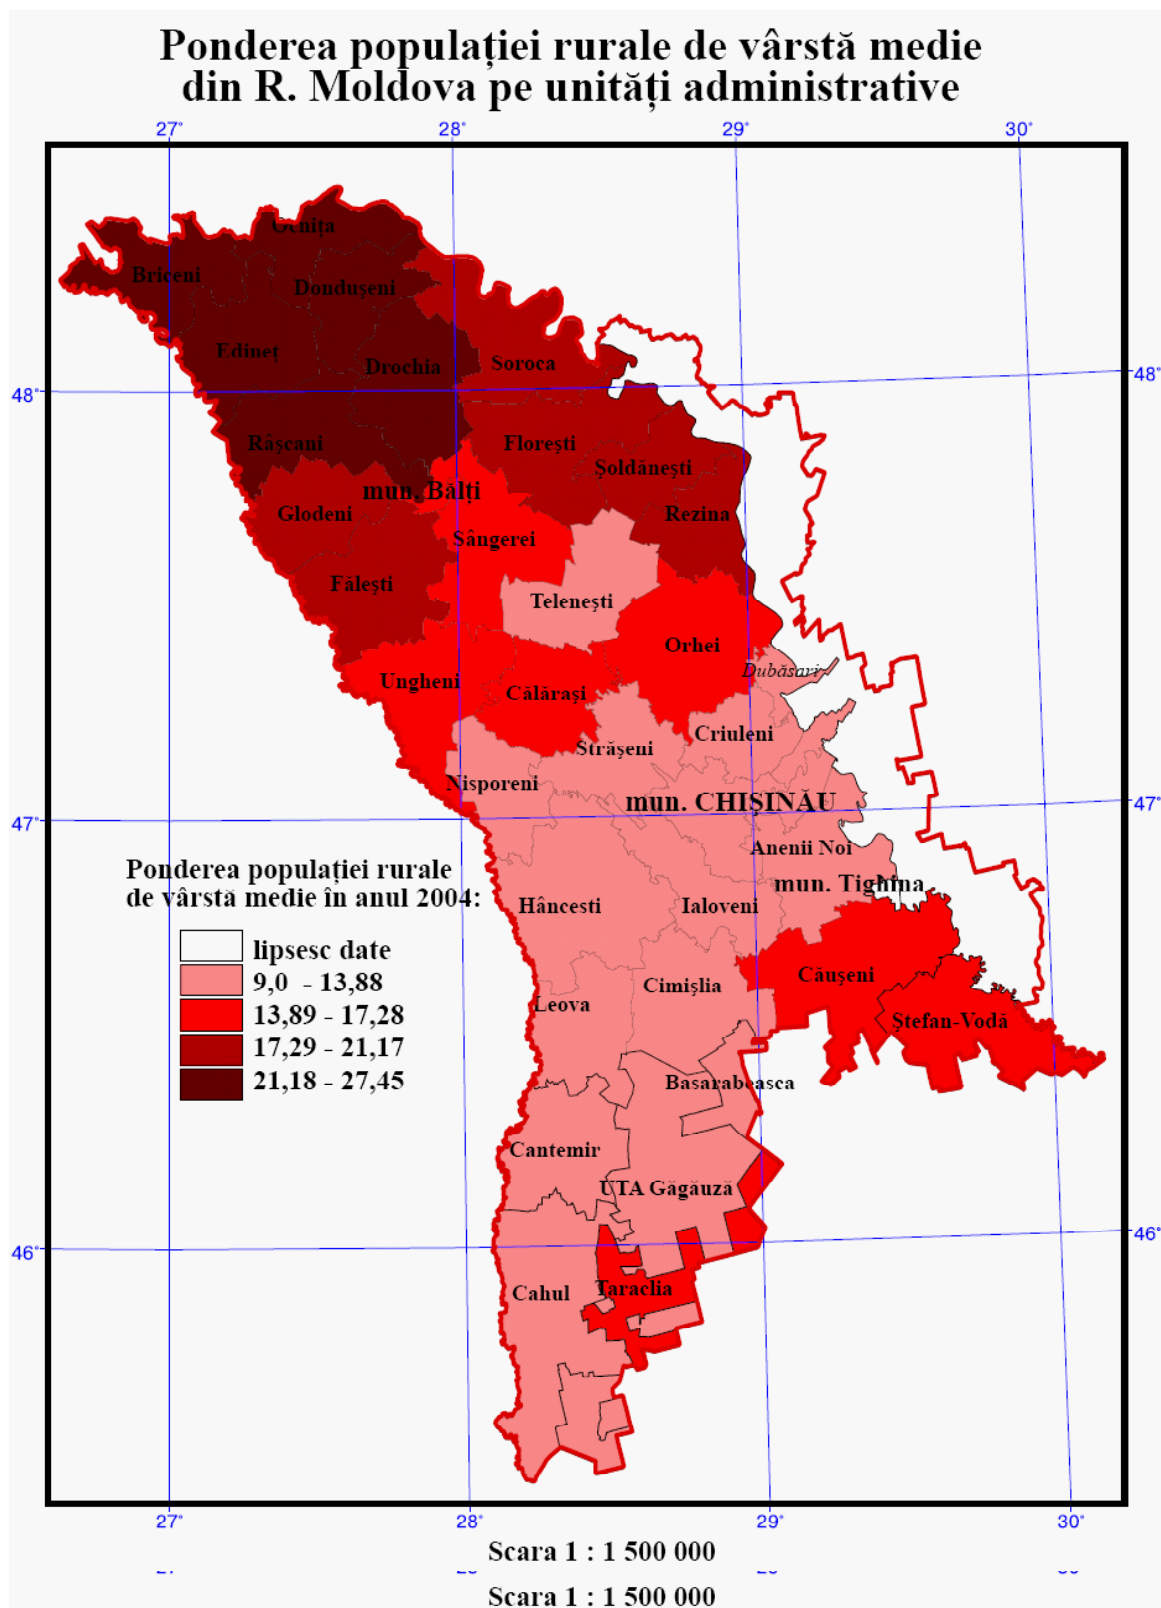 Ponderea populației rurale de vârstă medie
din R. Moldova pe unități administrative
27° 28° 29° 30°
Ocnița
Briceni
Dondușeni
Edineț
Drochia
Soroca
48° 48°
Râșcani
Florești
Șoldănești
mun. Bălți
Glodeni
Rezina
Sângerei
Fălești
Telenești
Orhei
Dubăsari
Ungheni
Călărași
Criuleni
Strășeni
Nisporeni
mun. CHIȘINĂU
47° 47°
Anenii Noi
mun. Tighina
Hâncesti
Ialoveni
Ponderea populației rurale
de vârstă medie în anul 2004:
lipsesc date
9,0 - 13,88
13,89 - 17,28
17,29 - 21,17
21,18 - 27,45
Căușeni
Cimișlia
Leova
Ștefan-Vodă
Basarabeasca
Cantemir
UTA Găgăuză
46° 46°
Taraclia
Cahul
27° 28° 29° 30°
Scara 1 : 1 500 000
Scara 1 : 1 500 000